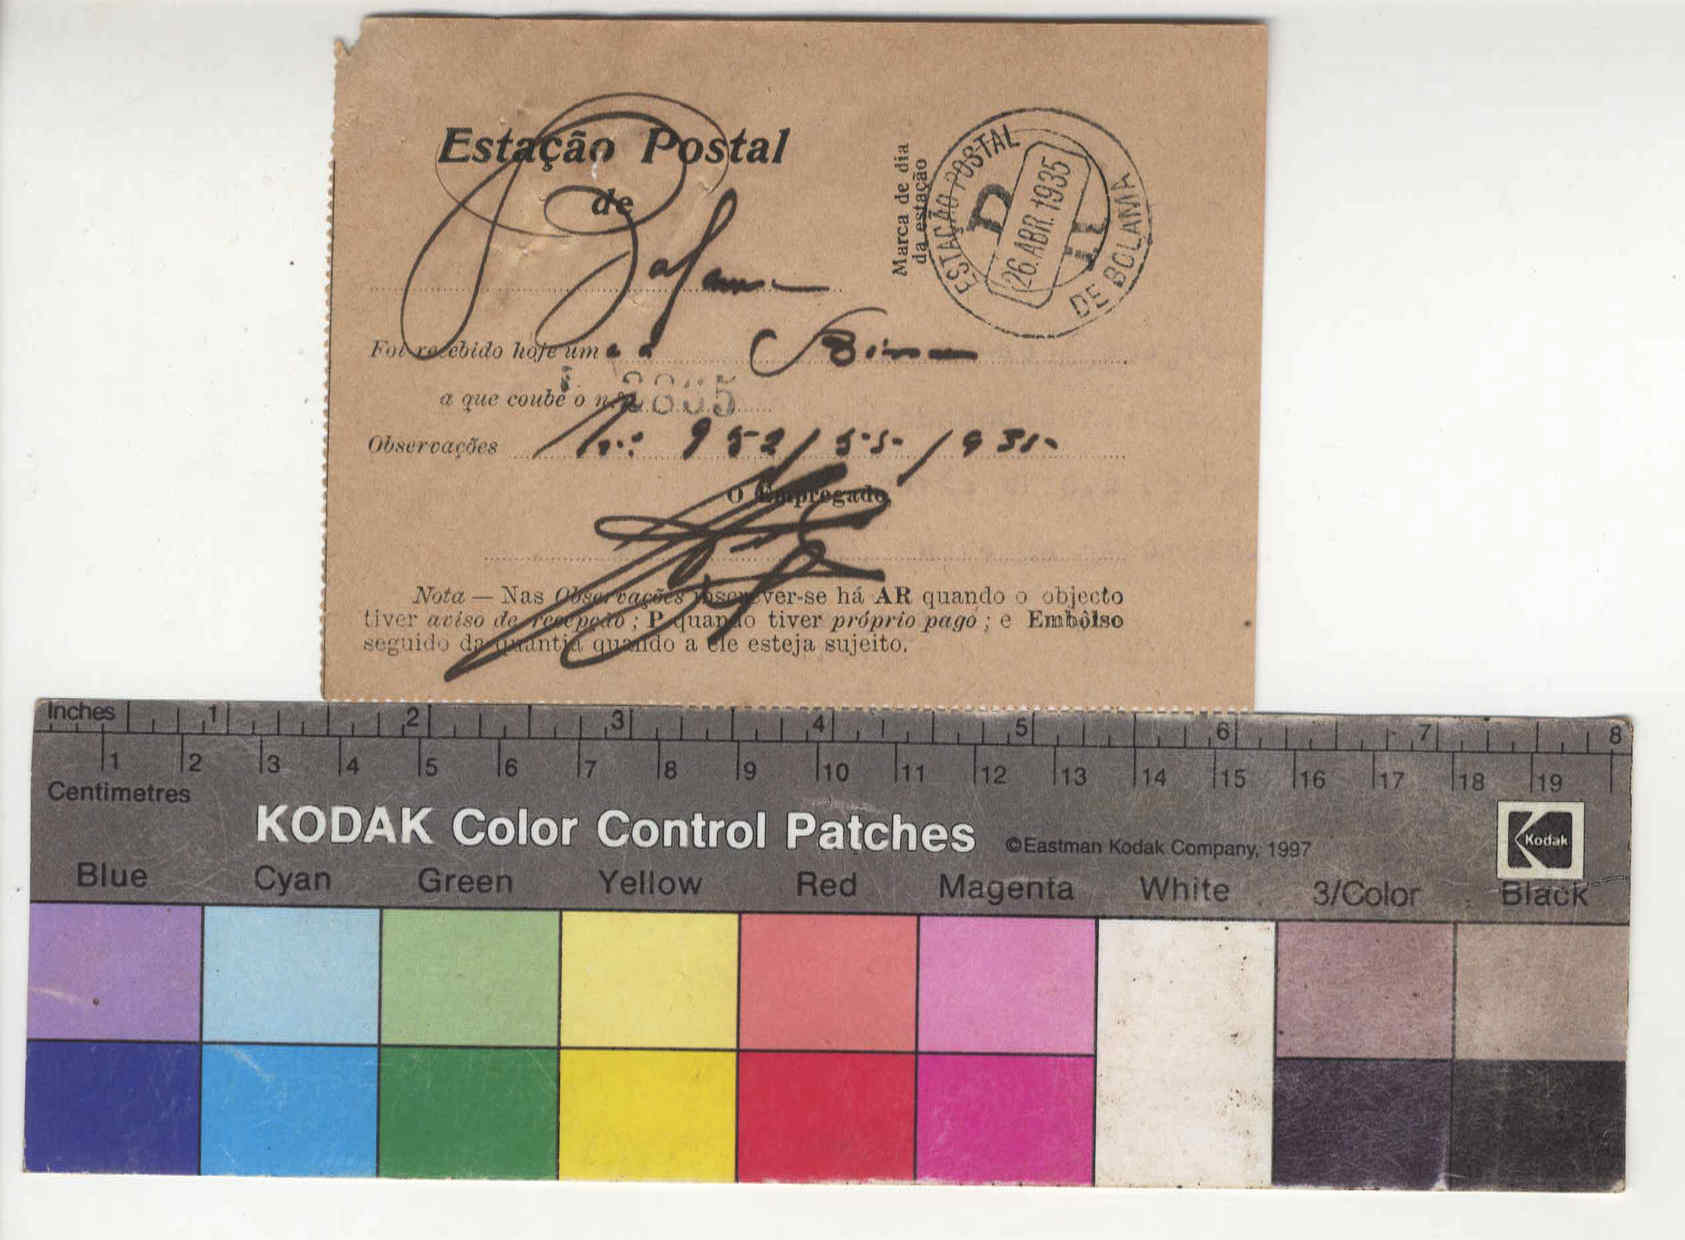 Estação Postal
de
Bolama
Marca de dia
da estação
ESTAÇÃO POSTAL
26.ABR.1935
DE BOLAMA
Foi recebido hoje um
a que coube o n.º
Observações 952/55-/935-
O Empregado,
Nota — Nas Observações inscrever-se há AR quando o objecto
tiver aviso de recepção; P quando tiver próprio pago; e Embôlso
seguido da quantia quando a ele esteja sujeito.
Inches 1 2 3 4 5 6 7 8
1 2 3 4 5 6 7 8 9 10 11 12 13 14 15 16 17 18 19
Centimetres
KODAK Color Control Patches ©Eastman Kodak Company, 1997 Kodak
Blue Cyan Green Yellow Red Magenta White 3/Color Black